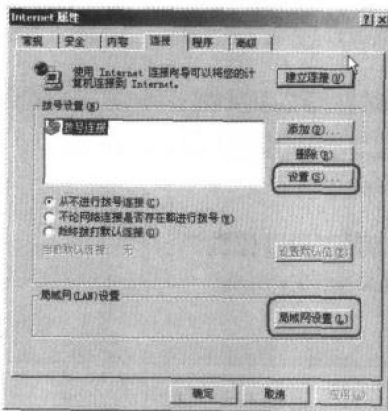 Internet 属性
常规 安全 内容 连接 程序 高级
使用 Internet 连接向导可以将您的计
算机连接到 Internet。
建立连接(U)
拨号设置(N)
拨号连接
添加(D)...
删除(R)
设置(S)...
从不进行拨号连接(C)
不论网络连接是否存在都进行拨号(W)
始终拨打默认连接(O)
当前默认连接: 无
设置默认值(E)
局域网(LAN)设置
局域网设置(L)
确定 取消 应用(A)